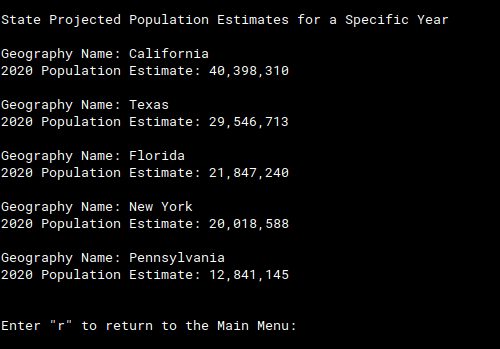 State Projected Population Estimates for a Specific Year
Geography Name: California
2020 Population Estimate: 40,398,310
Geography Name: Texas
2020 Population Estimate: 29,546,713
Geography Name: Florida
2020 Population Estimate: 21,847,240
Geography Name: New York
2020 Population Estimate: 20,018,588
Geography Name: Pennsylvania
2020 Population Estimate: 12,841,145
Enter "r" to return to the Main Menu: